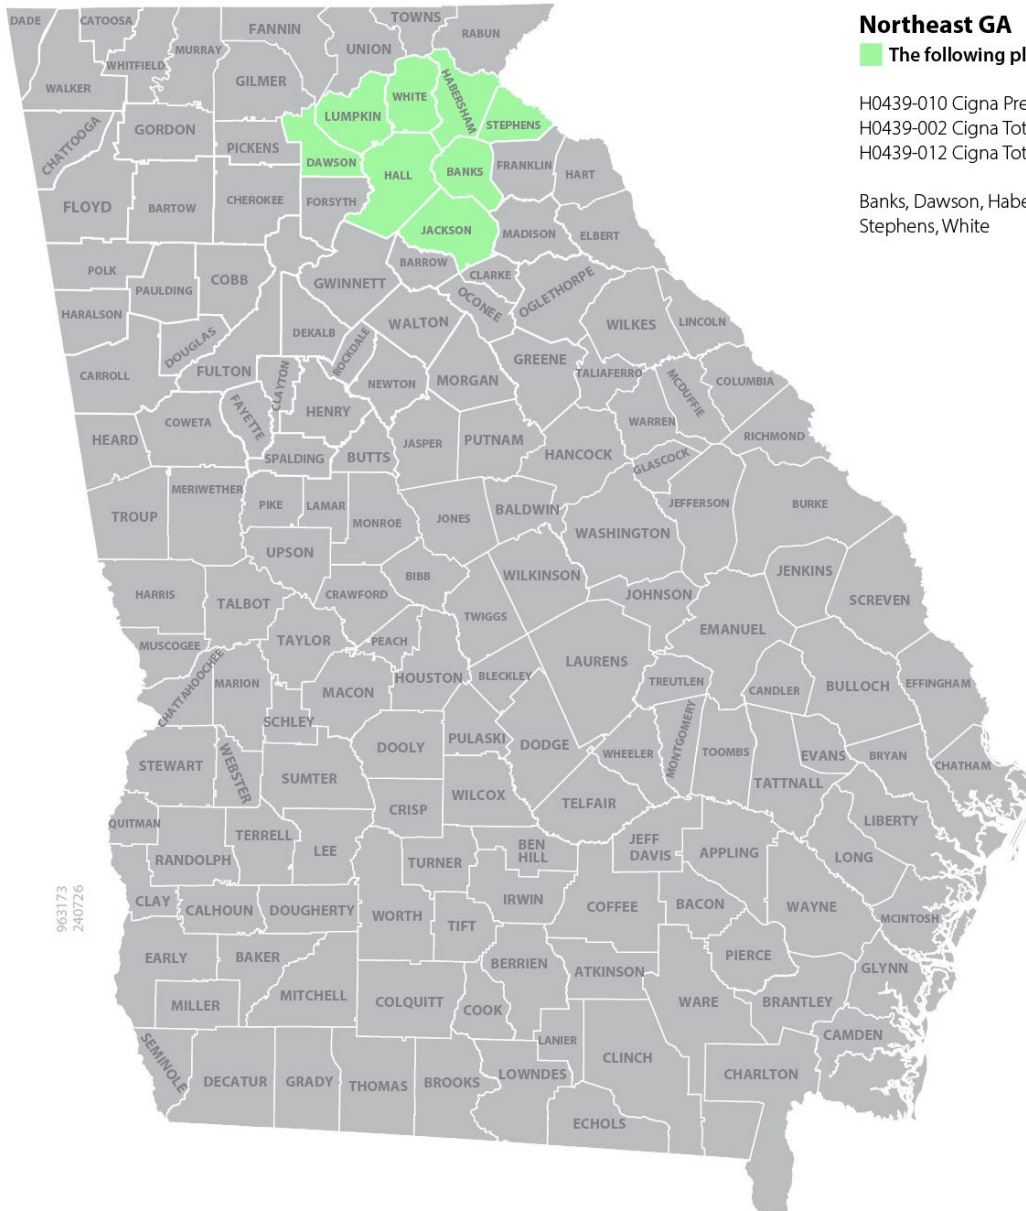 Northeast GA
The following pl
H0439-010 Cigna Pre
H0439-002 Cigna Tot
H0439-012 Cigna Tot
Banks, Dawson, Habe
Stephens, White
DADE
CATOOSA
FANNIN
TOWNS
RABUN
UNION
MURRAY
WHITFIELD
WALKER
GILMER
HABERSHAM
WHITE
LUMPKIN
STEPHENS
CHATTOOGA
GORDON
PICKENS
DAWSON
HALL
BANKS
FRANKLIN
HART
FLOYD
BARTOW
CHEROKEE
FORSYTH
JACKSON
MADISON
ELBERT
POLK
PAULDING
COBB
GWINNETT
BARROW
CLARKE
OCONEE
OGLETHORPE
HARALSON
DOUGLAS
DEKALB
ROCKDALE
WALTON
WILKES
LINCOLN
CARROLL
FULTON
CLAYTON
NEWTON
MORGAN
GREENE
TALIAFERRO
MCDUFFIE
COLUMBIA
HEARD
COWETA
FAYETTE
HENRY
SPALDING
BUTTS
JASPER
PUTNAM
HANCOCK
WARREN
GLASCOCK
RICHMOND
TROUP
MERIWETHER
PIKE
LAMAR
MONROE
JONES
BALDWIN
WASHINGTON
JEFFERSON
BURKE
UPSON
BIBB
WILKINSON
JENKINS
HARRIS
TALBOT
CRAWFORD
TWIGGS
JOHNSON
SCREVEN
MUSCOGEE
TAYLOR
PEACH
EMANUEL
CHATTAHOOCHEE
MARION
MACON
HOUSTON
BLECKLEY
LAURENS
TREUTLEN
CANDLER
BULLOCH
EFFINGHAM
SCHLEY
DOOLY
PULASKI
DODGE
WHEELER
MONTGOMERY
TOOMBS
EVANS
BRYAN
CHATHAM
STEWART
WEBSTER
SUMTER
CRISP
WILCOX
TELFAIR
TATTNALL
LIBERTY
QUITMAN
RANDOLPH
TERRELL
LEE
TURNER
BEN
HILL
JEFF
DAVIS
APPLING
LONG
CLAY
CALHOUN
DOUGHERTY
WORTH
TIFT
IRWIN
COFFEE
BACON
WAYNE
MCINTOSH
EARLY
BAKER
BERRIEN
ATKINSON
PIERCE
GLYNN
MILLER
MITCHELL
COLQUITT
COOK
WARE
BRANTLEY
CAMDEN
SEMINOLE
DECATUR
GRADY
THOMAS
BROOKS
LOWNDES
LANIER
CLINCH
CHARLTON
ECHOLS
963173
240726